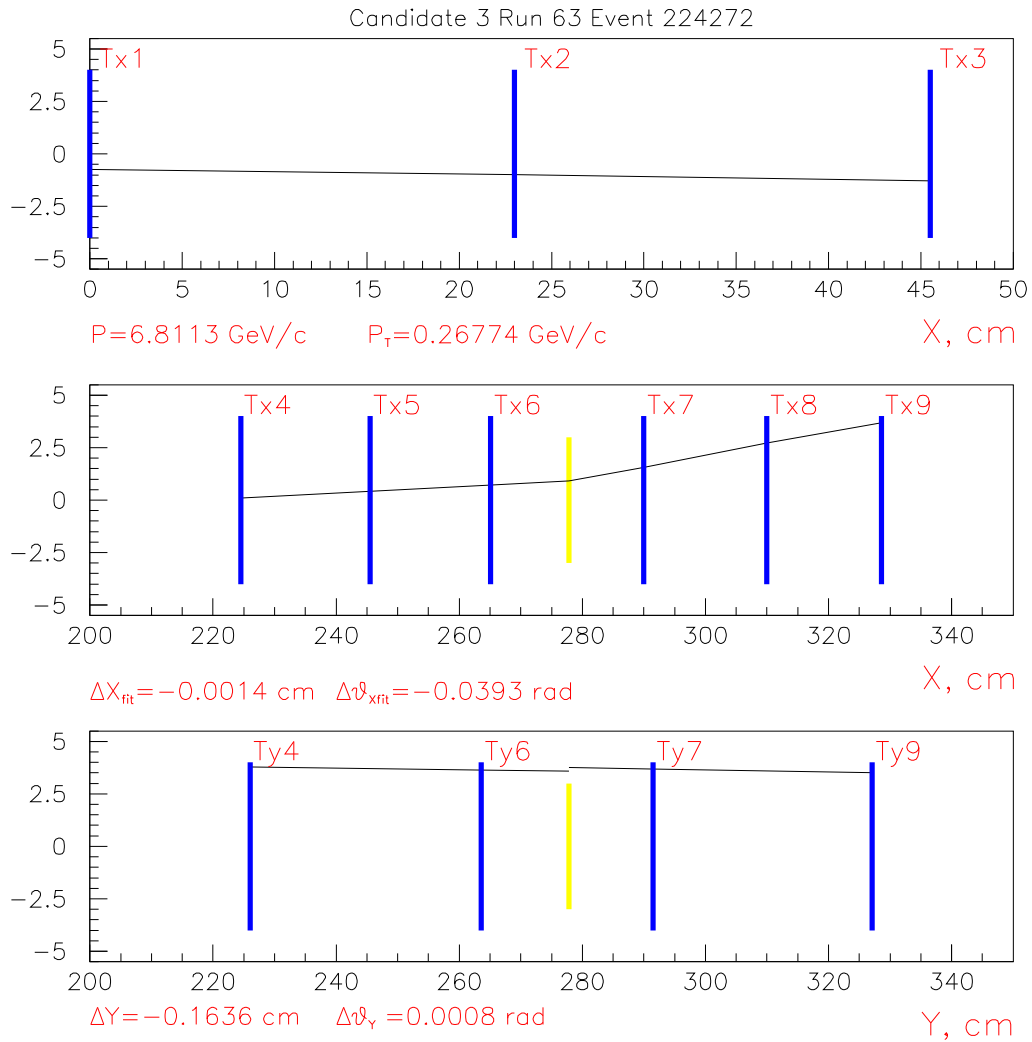 Candidate 3 Run 63 Event 224272
Tx1 Tx2 Tx3
5
2.5
0
−2.5
−5
0 5 10 15 20 25 30 35 40 45 50
P=6.8113 GeV/c PT=0.26774 GeV/c X, cm
Tx4 Tx5 Tx6 Tx7 Tx8 Tx9
5
2.5
0
−2.5
−5
200 220 240 260 280 300 320 340
X, cm
ΔXfit=−0.0014 cm ΔϑXfit=−0.0393 rad
Ty4 Ty6 Ty7 Ty9
5
2.5
0
−2.5
−5
200 220 240 260 280 300 320 340
ΔY=−0.1636 cm ΔϑY =0.0008 rad Y, cm